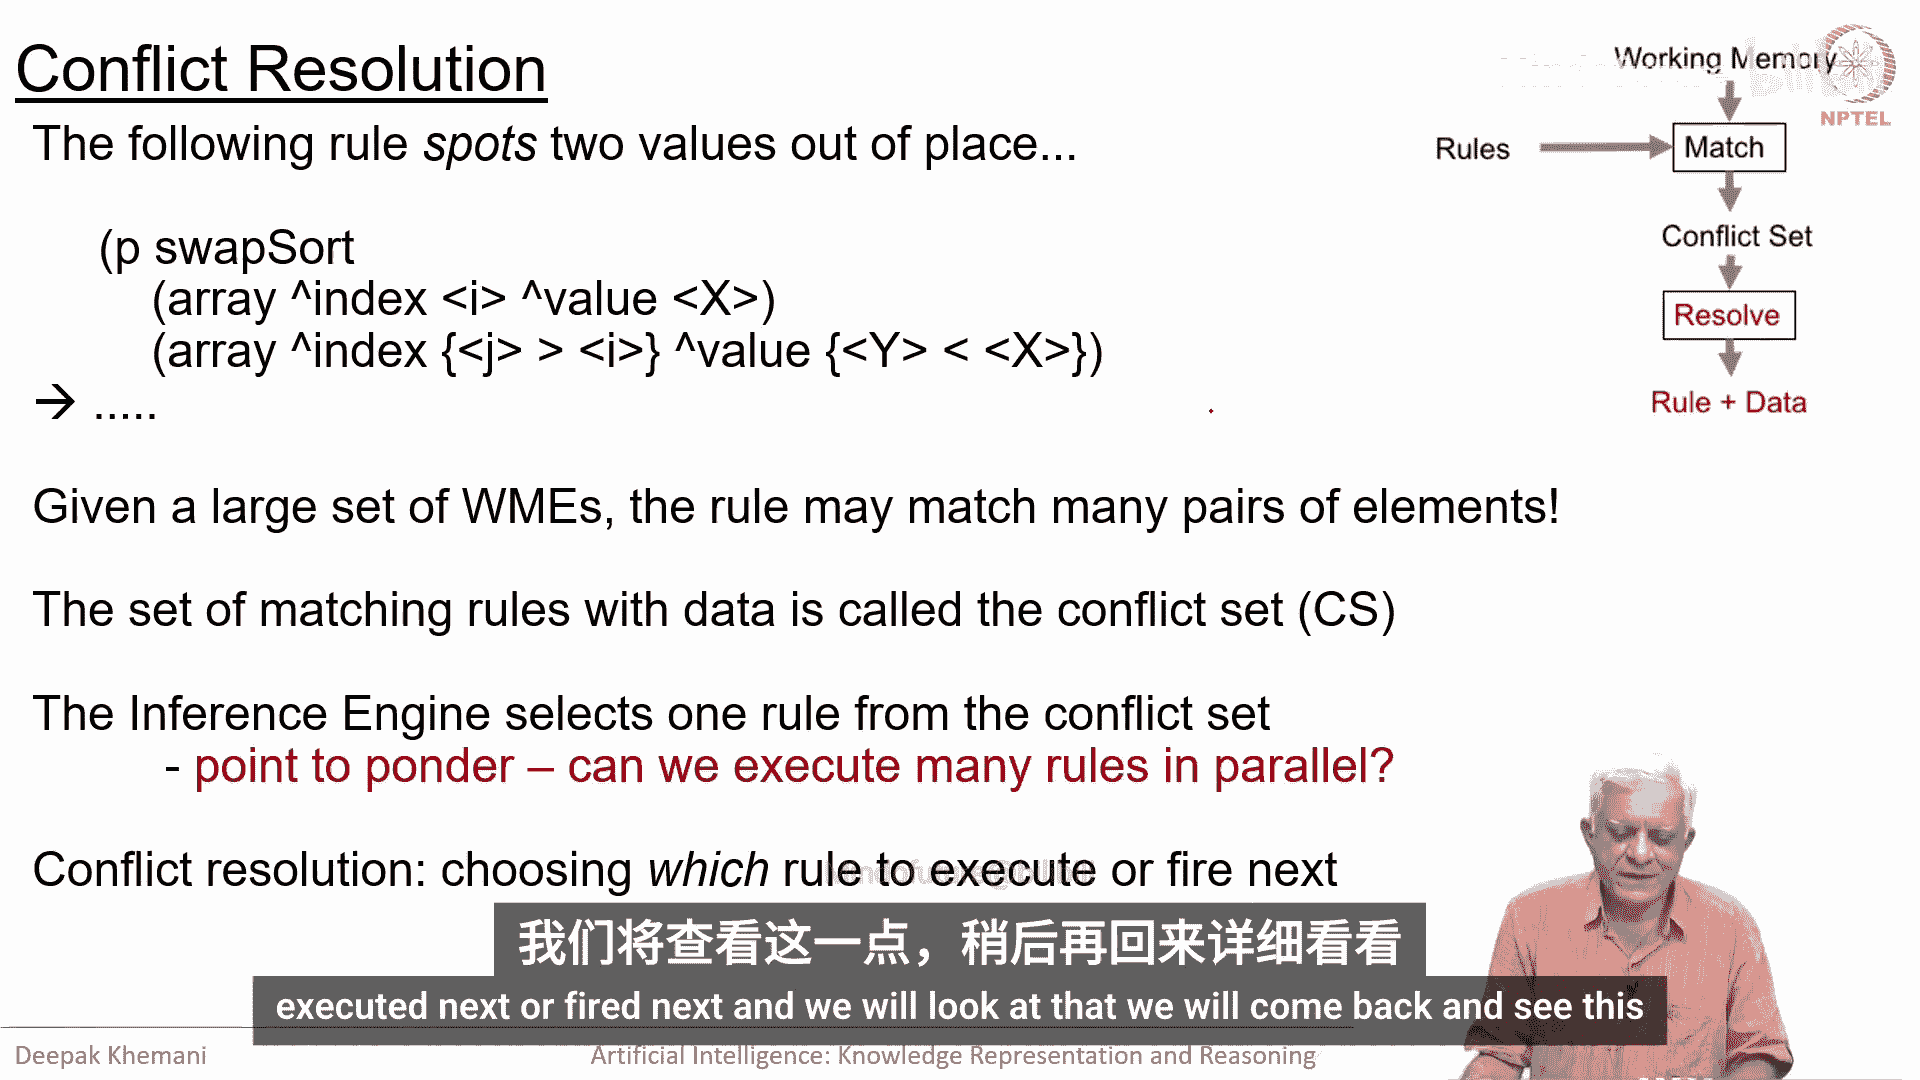 Conflict Resolution
The following rule spots two values out of place...
(p swapSort
(array ^index <i> ^value <X>)
(array ^index {<j> > <i>} ^value {<Y> < <X>})
→ .....
Given a large set of WMEs, the rule may match many pairs of elements!
The set of matching rules with data is called the conflict set (CS)
The Inference Engine selects one rule from the conflict set
- point to ponder – can we execute many rules in parallel?
Conflict resolution: choosing which rule to execute or fire next
Working Memory
NPTEL
Rules
Match
Conflict Set
Resolve
Rule + Data
我们将查看这一点，稍后再回来详细看看
executed next or fired next and we will look at that we will come back and see this
Deepak Khemani
Artificial Intelligence: Knowledge Representation and Reasoning